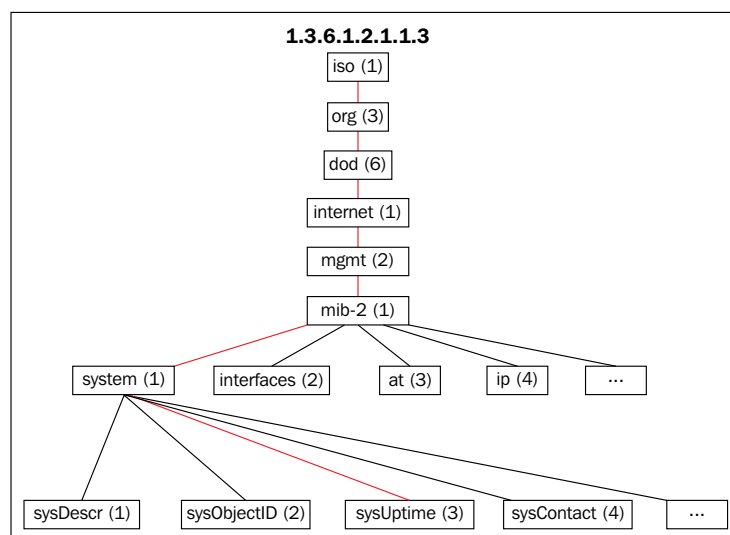 1.3.6.1.2.1.1.3
iso (1)
org (3)
dod (6)
internet (1)
mgmt (2)
mib-2 (1)
system (1) interfaces (2) at (3) ip (4) ...
sysDescr (1) sysObjectID (2) sysUptime (3) sysContact (4) ...